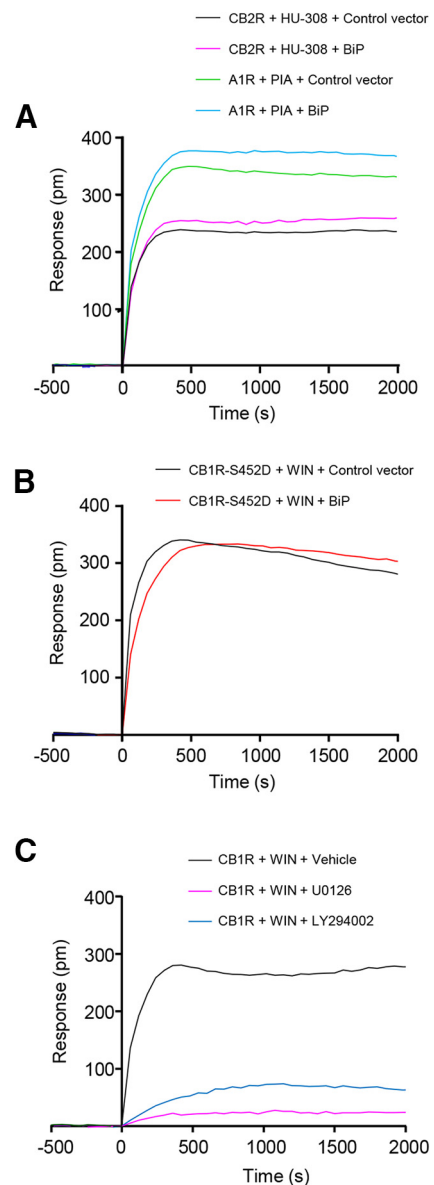 CB2R + HU-308 + Control vector
CB2R + HU-308 + BiP
A1R + PIA + Control vector
A1R + PIA + BiP
A
400
300
200
100
Response (pm)
-500 0 500 1000 1500 2000
Time (s)
B
CB1R-S452D + WIN + Control vector
CB1R-S452D + WIN + BiP
400
300
200
100
Response (pm)
-500 0 500 1000 1500 2000
Time (s)
C
CB1R + WIN + Vehicle
CB1R + WIN + U0126
CB1R + WIN + LY294002
400
300
200
100
Response (pm)
-500 0 500 1000 1500 2000
Time (s)